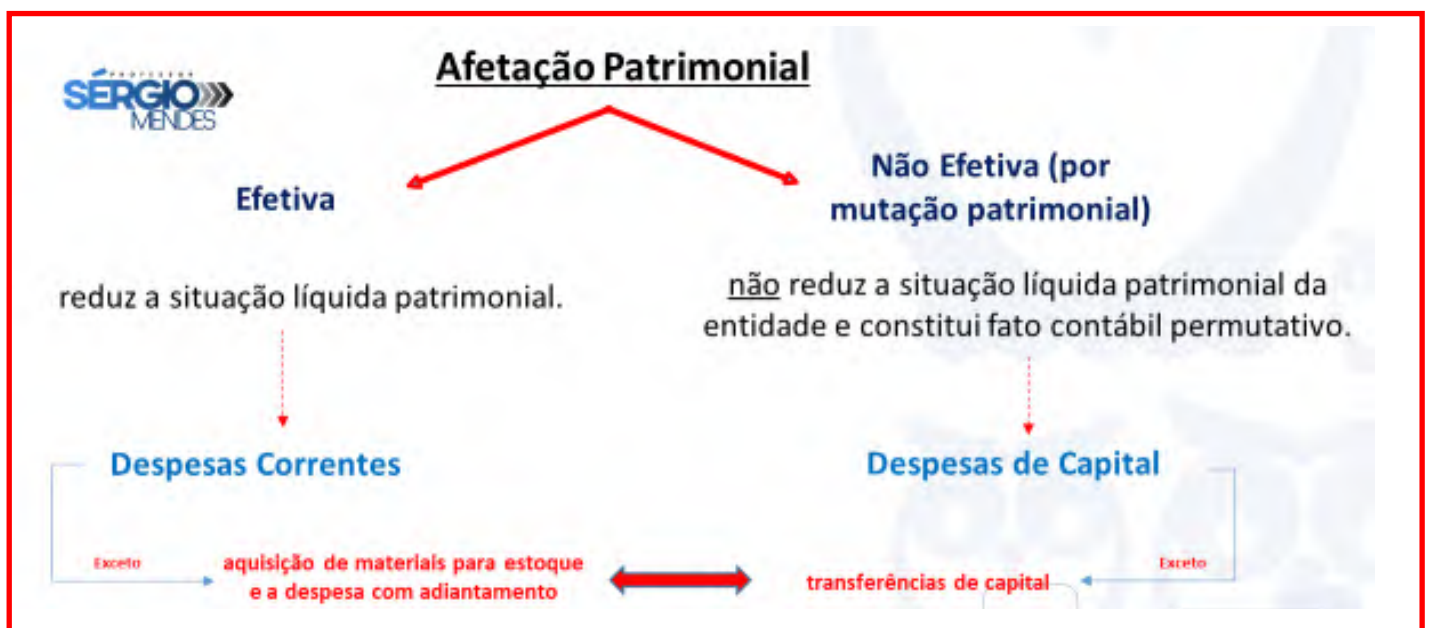 PROFESSOR
SÉRGIO
MENDES
Afetação Patrimonial
Efetiva
Não Efetiva (por
mutação patrimonial)
reduz a situação líquida patrimonial.
não reduz a situação líquida patrimonial da
entidade e constitui fato contábil permutativo.
Despesas Correntes
Despesas de Capital
Exceto
aquisição de materiais para estoque
e a despesa com adiantamento
transferências de capital
Exceto